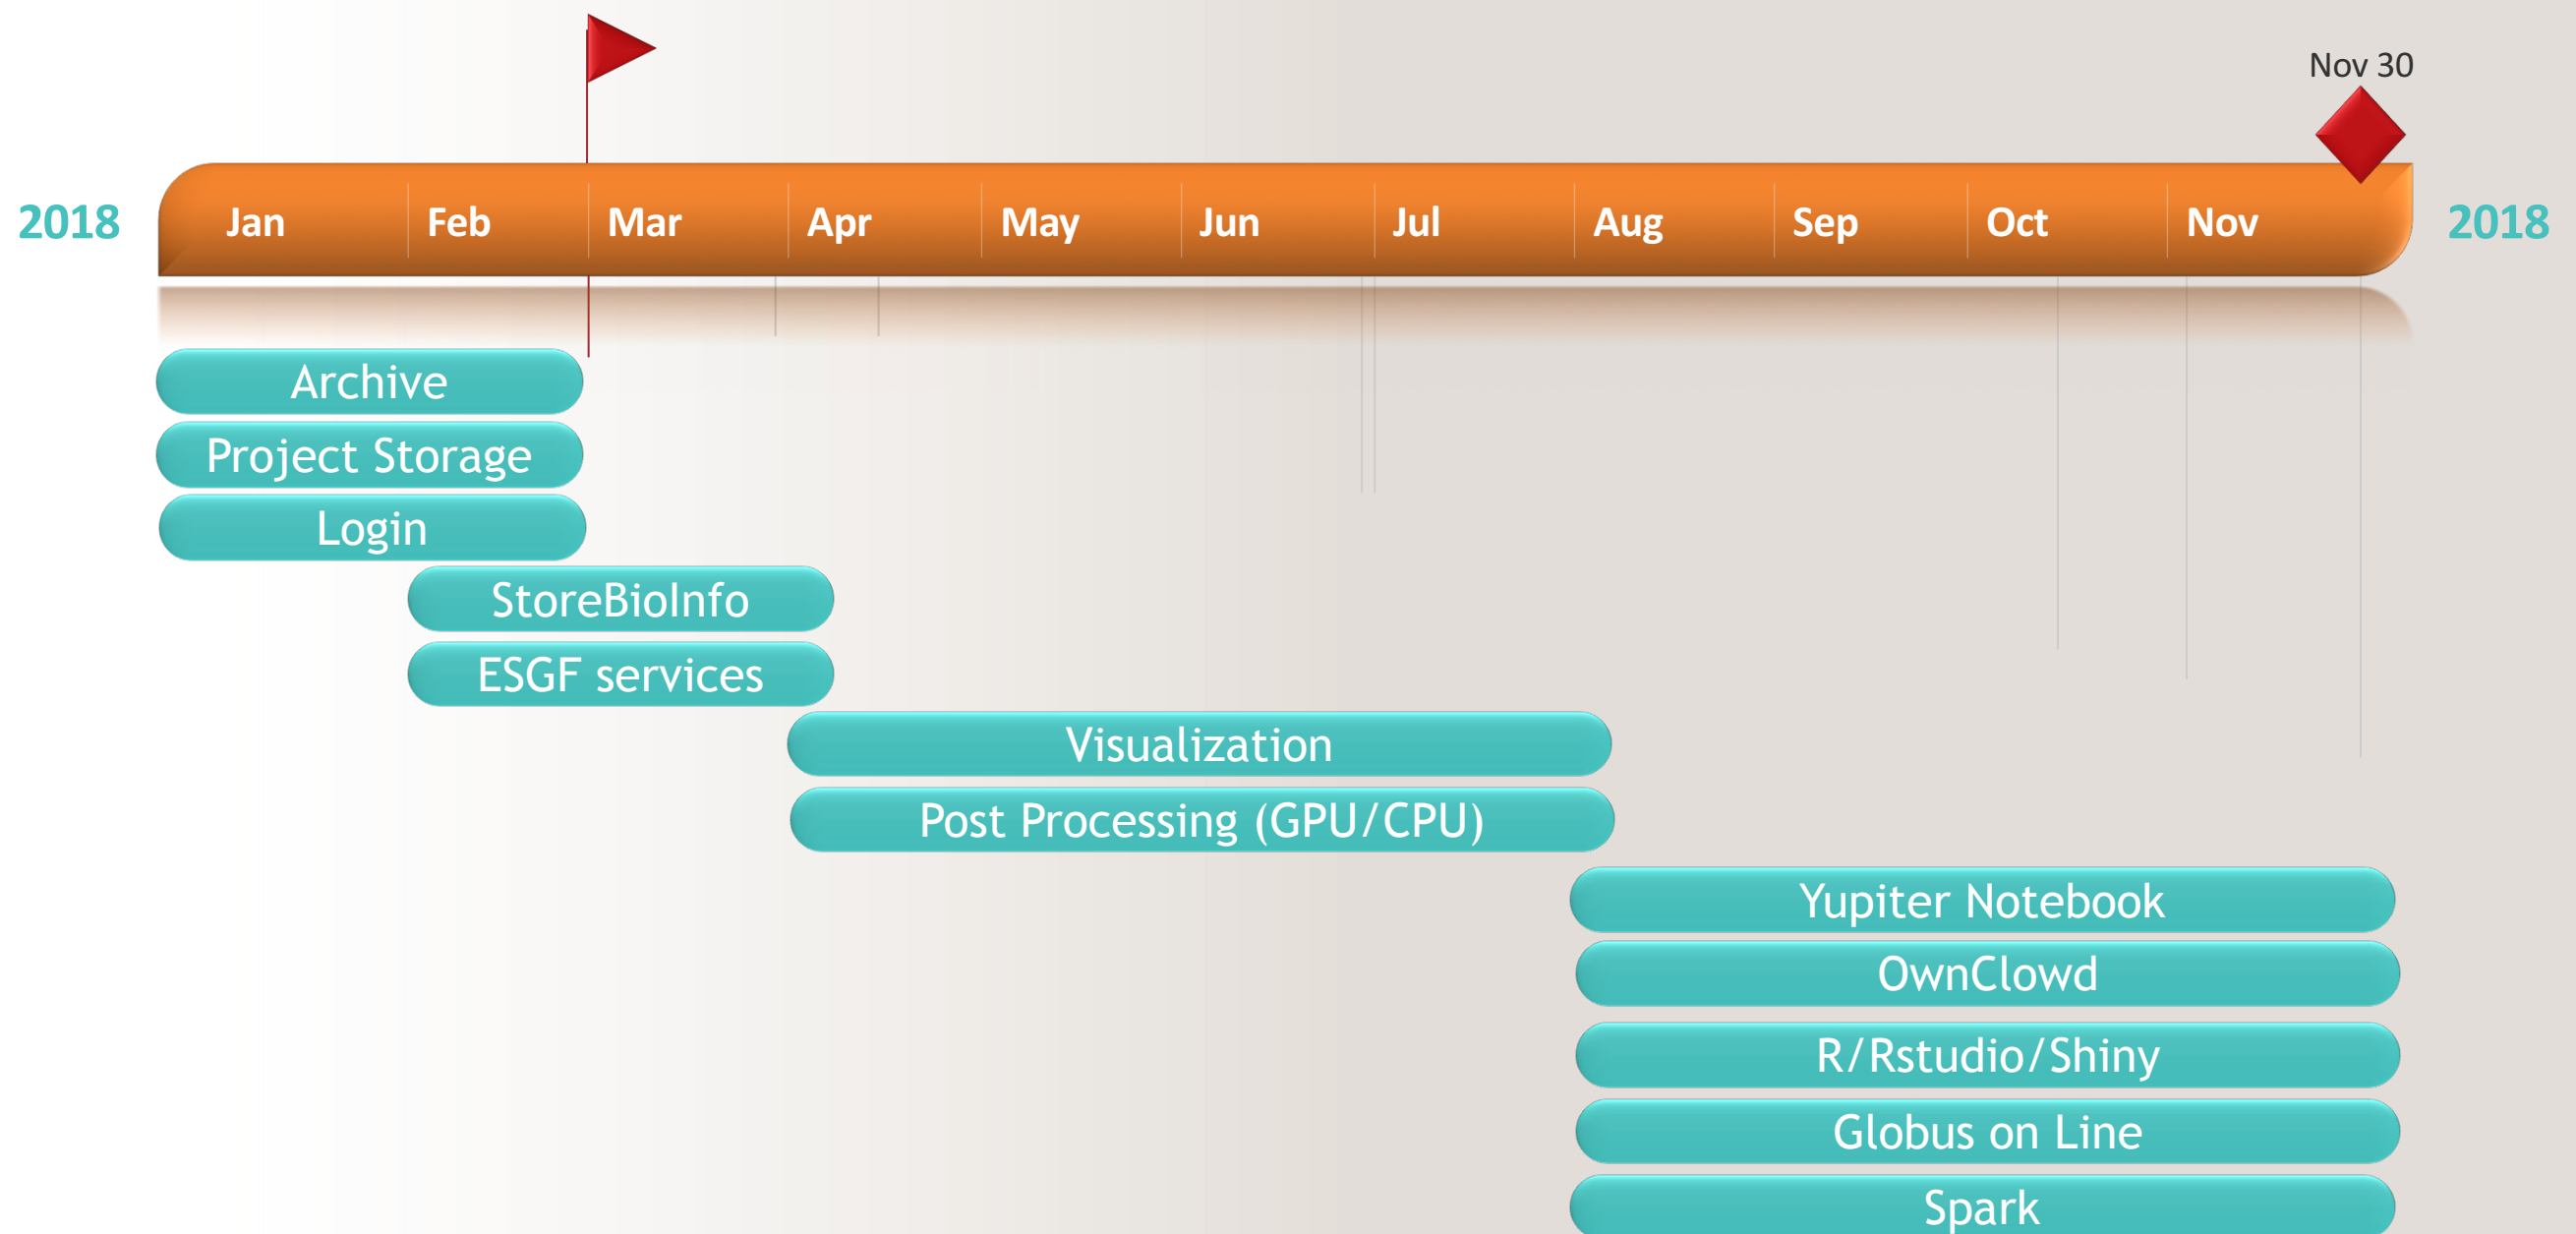 Nov 30
2018 Jan Feb Mar Apr May Jun Jul Aug Sep Oct Nov 2018
Archive
Project Storage
Login
StoreBioInfo
ESGF services
Visualization
Post Processing (GPU/CPU)
Yupiter Notebook
OwnClowd
R/Rstudio/Shiny
Globus on Line
Spark